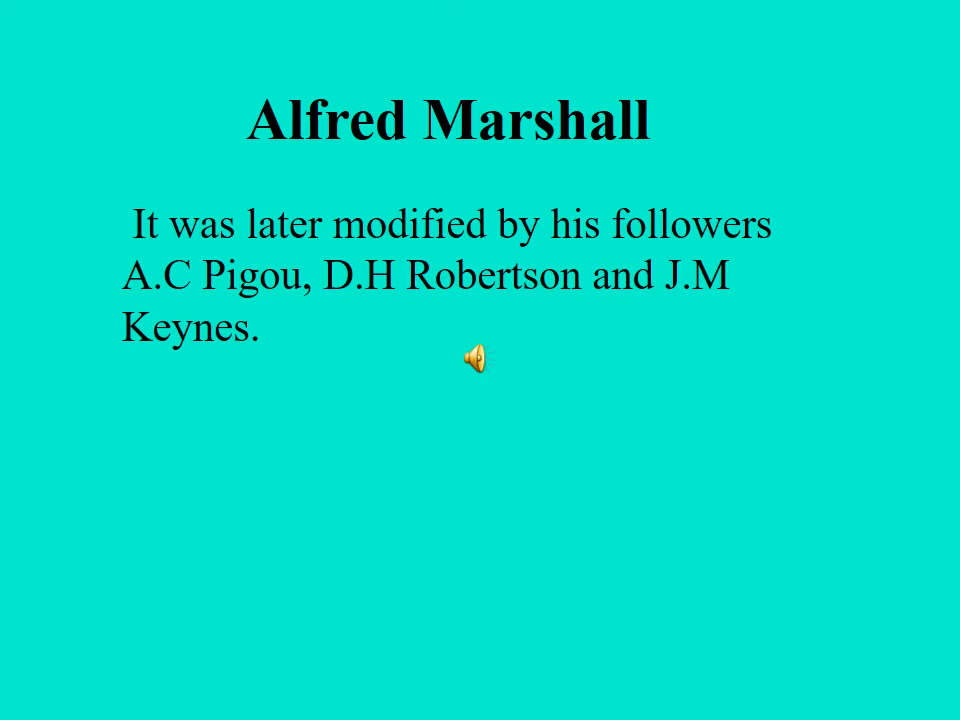 Alfred Marshall
It was later modified by his followers
A.C Pigou, D.H Robertson and J.M
Keynes.